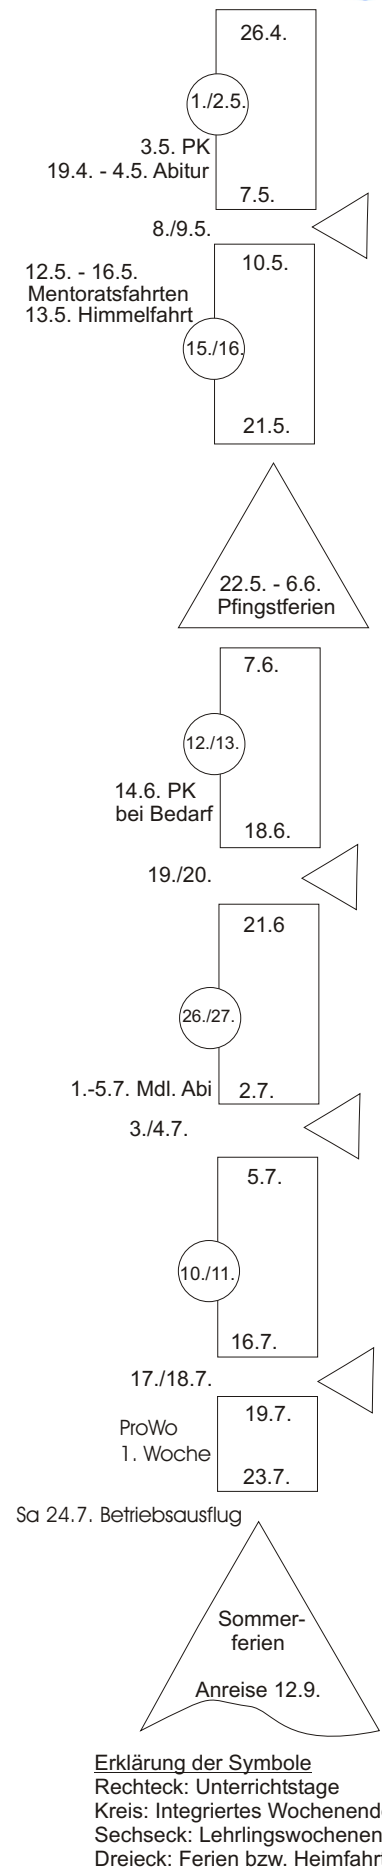 26.4.
1./2.5.
3.5. PK
19.4. - 4.5. Abitur
7.5.
8./9.5.
10.5.
12.5. - 16.5.
Mentoratsfahrten
13.5. Himmelfahrt
15./16.
21.5.
22.5. - 6.6.
Pfingstferien
7.6.
12./13.
14.6. PK
bei Bedarf
18.6.
19./20.
21.6
26./27.
1.-5.7. Mdl. Abi
2.7.
3./4.7.
5.7.
10./11.
16.7.
17./18.7.
19.7.
ProWo
1. Woche
23.7.
Sa 24.7. Betriebsausflug
Sommer-
ferien
Anreise 12.9.
Erklärung der Symbole
Rechteck: Unterrichtstage
Kreis: Integriertes Wochenend
Sechseck: Lehrlingswochenen
Dreieck: Ferien bzw. Heimfahrt